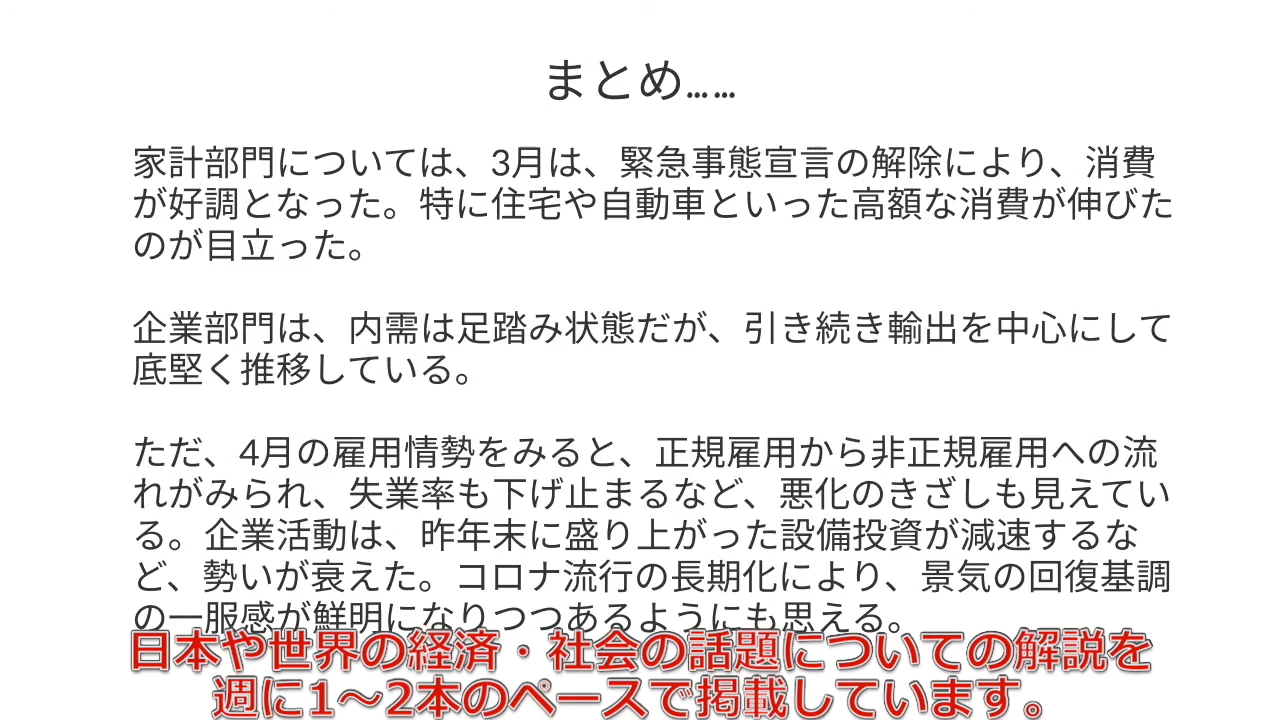 まとめ……
家計部門については、3月は、緊急事態宣言の解除により、消費
が好調となった。特に住宅や自動車といった高額な消費が伸びた
のが目立った。
企業部門は、内需は足踏み状態だが、引き続き輸出を中心にして
底堅く推移している。
ただ、4月の雇用情勢をみると、正規雇用から非正規雇用への流
れがみられ、失業率も下げ止まるなど、悪化のきざしも見えてい
る。企業活動は、昨年末に盛り上がった設備投資が減速するな
ど、勢いが衰えた。コロナ流行の長期化により、景気の回復基調
の一服感が鮮明になりつつあるようにも思える。
日本や世界の経済・社会の話題についての解説を
週に1～2本のペースで掲載しています。